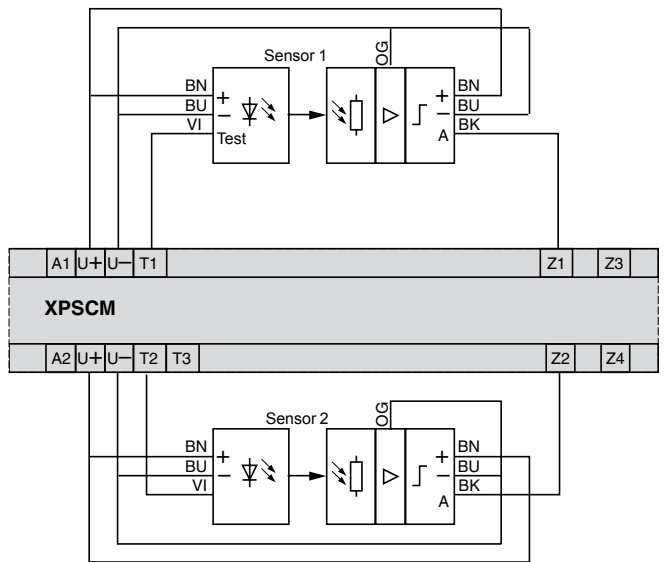 OG
Sensor 1
BN + + BN
BU − − BU
VI Test A BK
A1 U+ U− T1 Z1 Z3
XPSCM
A2 U+ U− T2 T3 Z2 Z4
OG
Sensor 2
BN + + BN
BU − − BU
VI A BK